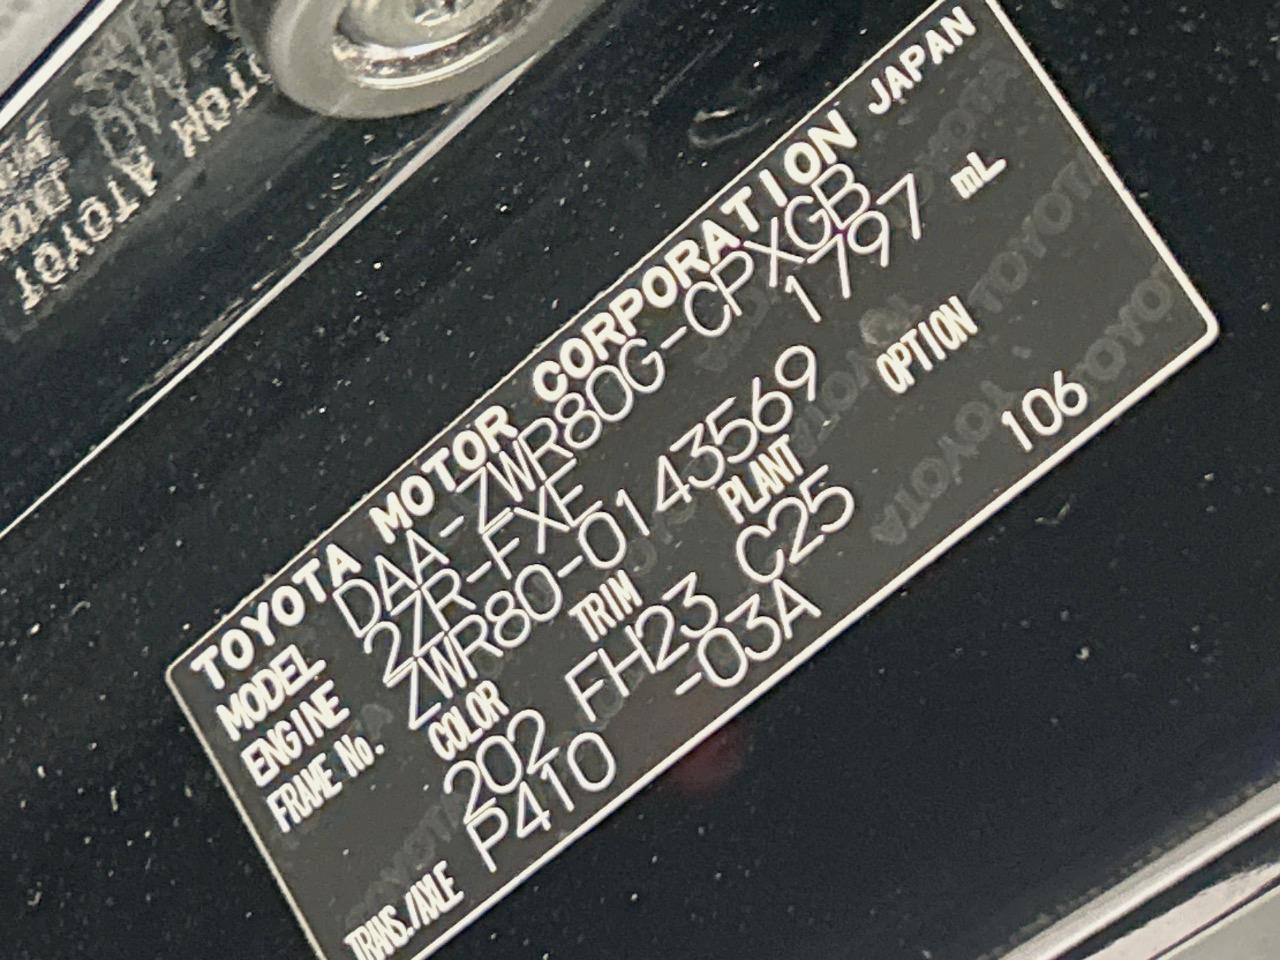 TOYOTA MOTOR CORPORATION JAPAN
MODEL DAA-ZWR80G-CPXGB
ENGINE 2ZR-FXE 1797 mL
FRAME No. ZWR80-0143569
COLOR TRIM PLANT OPTION
202 FH23 C25 106
TRANS./AXLE P410 -03A